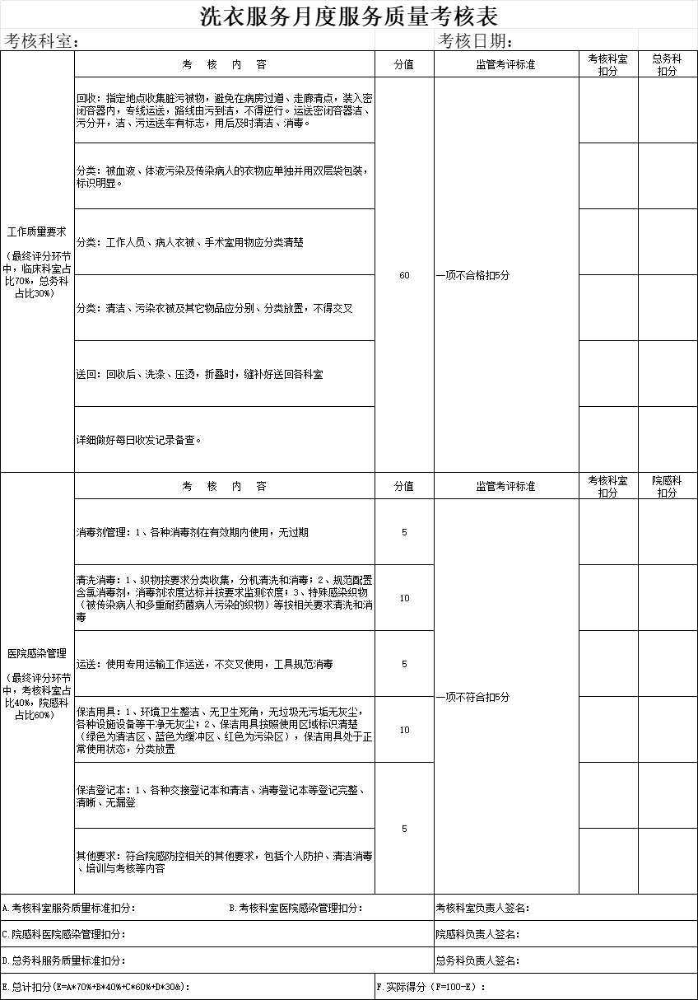 洗衣服务月度服务质量考核表
考核科室：
考核日期：
考 核 内 容
分值
监管考评标准
考核科室
扣分
总务科
扣分
工作质量要求
（最终评分环节
中，临床科室占
比70%，总务科
占比30%）
回收：指定地点收集脏污被物，避免在病房过道、走廊清点，装入密
闭容器内，专线运送，路线由污到洁，不得逆行。运送密闭容器洁、
污分开，洁、污运送车有标志，用后及时清洁、消毒。
分类：被血液、体液污染及传染病人的衣物应单独并用双层袋包装，
标识明显。
分类：工作人员、病人衣被、手术室用物应分类清楚
分类：清洁、污染衣被及其它物品应分别、分类放置，不得交叉
送回：回收后、洗涤、压烫，折叠时，缝补好送回各科室
详细做好每日收发记录备查。
60
一项不合格扣5分
考 核 内 容
分值
监管考评标准
考核科室
扣分
院感科
扣分
医院感染管理
（最终评分环节
中，考核科室占
比40%，院感科
占比60%）
消毒剂管理：1、各种消毒剂在有效期内使用，无过期
5
清洗消毒：1、织物按要求分类收集，分机清洗和消毒；2、规范配置
含氯消毒剂，消毒剂浓度达标并按要求监测浓度；3、特殊感染织物
（被传染病人和多重耐药菌病人污染的织物）等按相关要求清洗和消
毒
10
运送：使用专用运输工作运送，不交叉使用，工具规范消毒
5
保洁用具：1、环境卫生整洁、无卫生死角，无垃圾无污垢无灰尘，
各种设施设备等干净无灰尘；2、保洁用具按照使用区域标识清楚
（绿色为清洁区、蓝色为缓冲区、红色为污染区），保洁用具处于正
常使用状态，分类放置
10
保洁登记本：1、各种交接登记本和清洁、消毒登记本等登记完整、
清晰、无漏登
其他要求：符合院感防控相关的其他要求，包括个人防护、清洁消毒
、培训与考核等内容
5
一项不符合扣5分
A.考核科室服务质量标准扣分：
B.考核科室医院感染管理扣分：
考核科室负责人签名：
C.院感科医院感染管理扣分：
院感科负责人签名：
D.总务科服务质量标准扣分：
总务科负责人签名：
E.总计扣分(E=A*70%+B*40%+C*60%+D*30&)：
F.实际得分（F=100-E）：